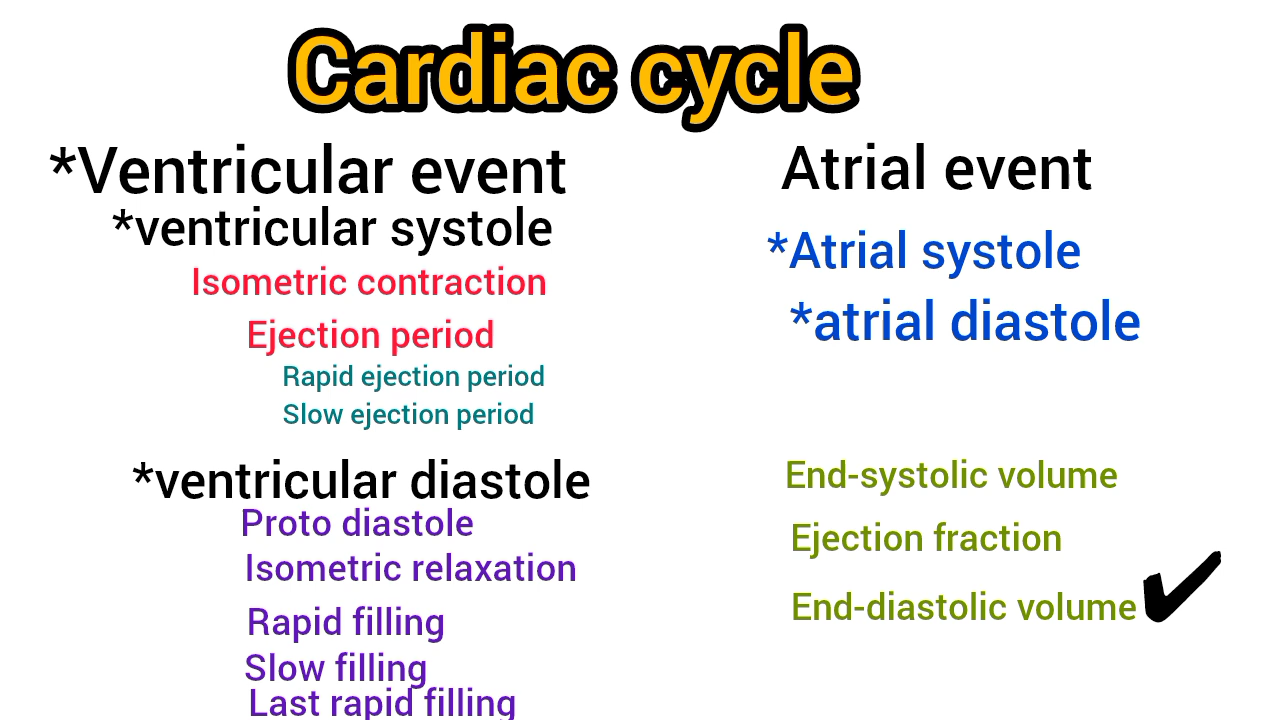 Cardiac cycle
*Ventricular event
*ventricular systole
Isometric contraction
Ejection period
Rapid ejection period
Slow ejection period
*ventricular diastole
Proto diastole
Isometric relaxation
Rapid filling
Slow filling
Last rapid filling
Atrial event
*Atrial systole
*atrial diastole
End-systolic volume
Ejection fraction
End-diastolic volume